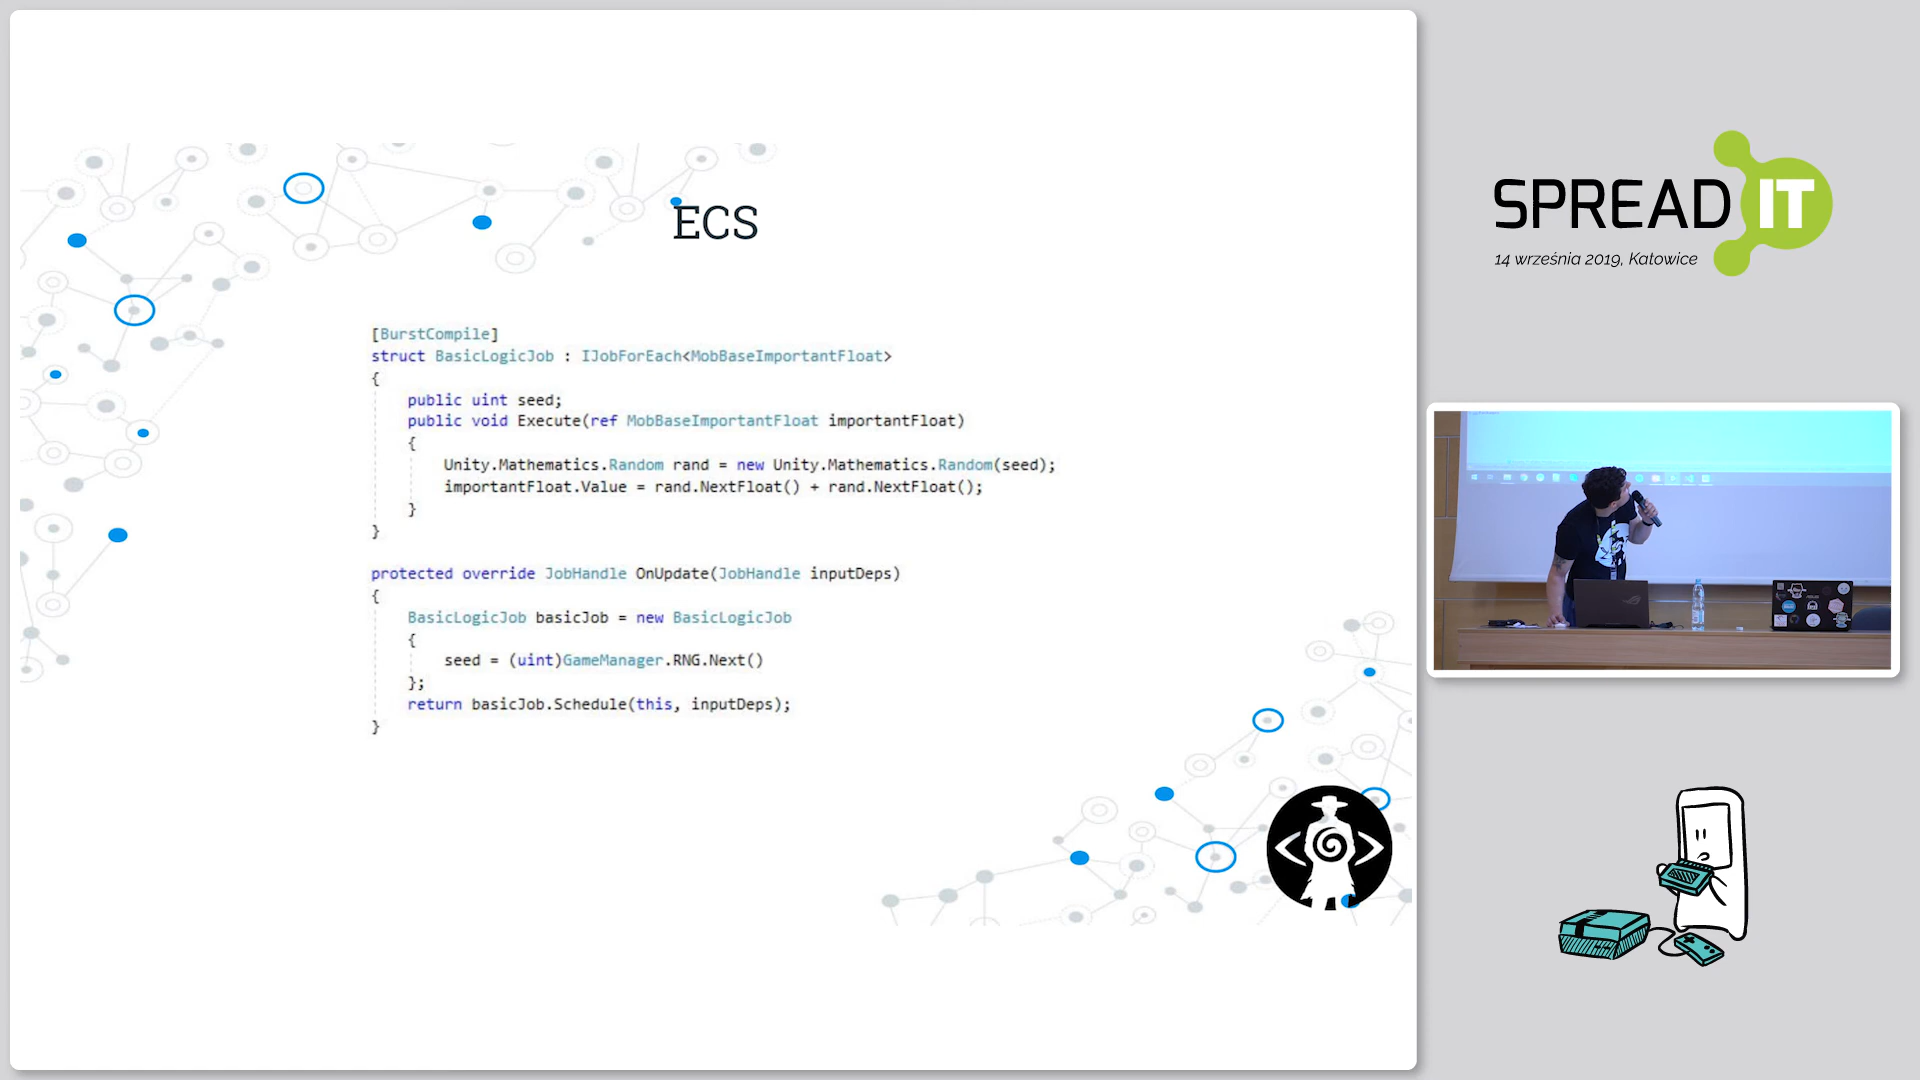 ECS
[BurstCompile]
struct BasicLogicJob : IJobForEach<MobBaseImportantFloat>
{
public uint seed;
public void Execute(ref MobBaseImportantFloat importantFloat)
{
Unity.Mathematics.Random rand = new Unity.Mathematics.Random(seed);
importantFloat.Value = rand.NextFloat() + rand.NextFloat();
}
}
protected override JobHandle OnUpdate(JobHandle inputDeps)
{
BasicLogicJob basicJob = new BasicLogicJob
{
seed = (uint)GameManager.RNG.Next()
};
return basicJob.Schedule(this, inputDeps);
}
SPREAD IT
14 września 2019, Katowice